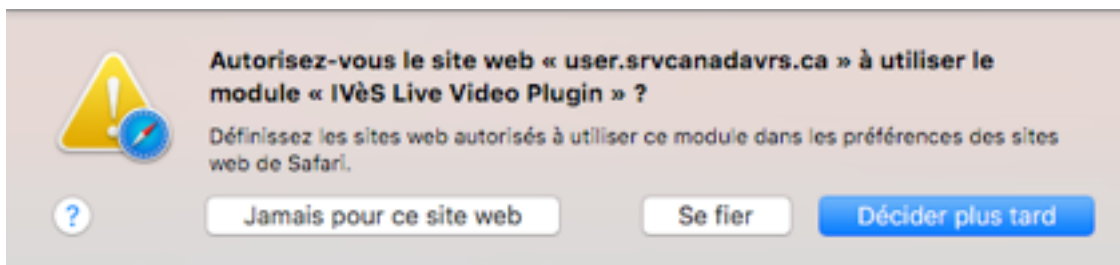 Autorisez-vous le site web « user.srvcanadavrs.ca » à utiliser le
module « IVèS Live Video Plugin » ?
Définissez les sites web autorisés à utiliser ce module dans les préférences des sites
web de Safari.
?
Jamais pour ce site web
Se fier
Décider plus tard